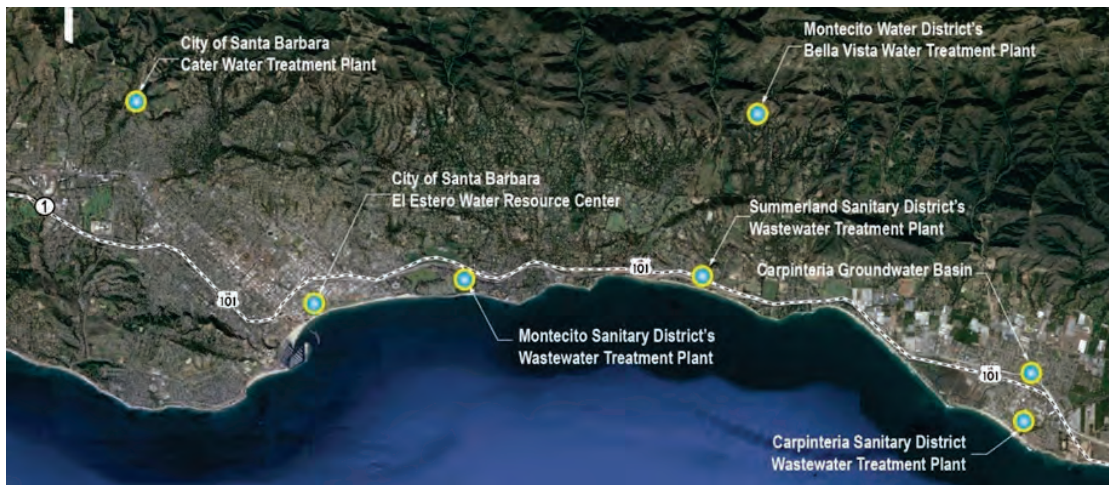 City of Santa Barbara
Cater Water Treatment Plant
Montecito Water District's
Bella Vista Water Treatment Plant
City of Santa Barbara
El Estero Water Resource Center
1
Summerland Sanitary District's
Wastewater Treatment Plant
Carpinteria Groundwater Basin
101
101
Montecito Sanitary District's
Wastewater Treatment Plant
101
Carpinteria Sanitary District
Wastewater Treatment Plant